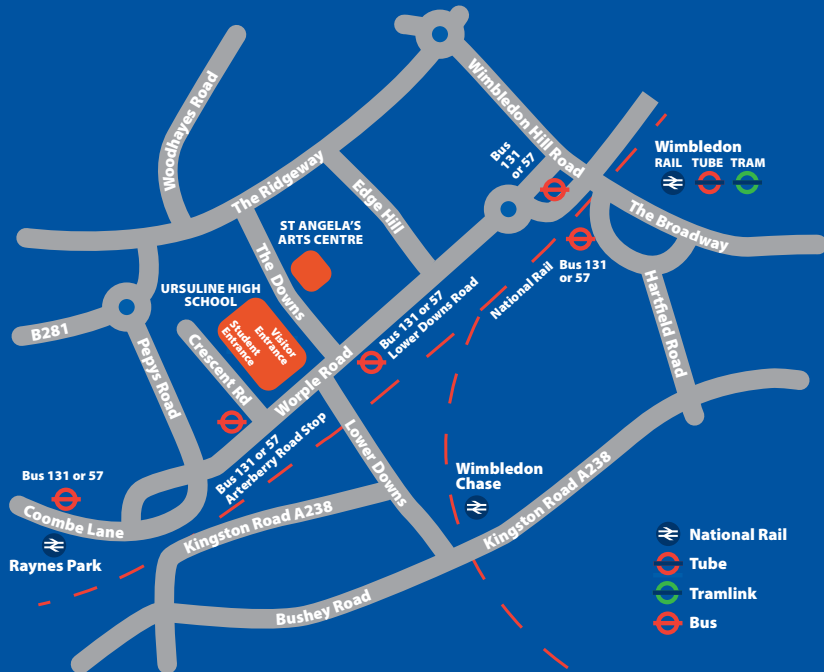 Woodhayes Road
Wimbledon Hill Road
Bus
131
or 57
Wimbledon
RAIL TUBE TRAM
The Ridgeway
Edge Hill
The Broadway
ST ANGELA'S
ARTS CENTRE
The Downs
Bus 131
or 57
National Rail
Hartfield Road
URSULINE HIGH
SCHOOL
Student
Entrance
Visitor
Entrance
B281
Pepys Road
Crescent Rd
Bus 131 or 57
Lower Downs Road
Worple Road
Bus 131 or 57
Arterberry Road Stop
Lower Downs
Bus 131 or 57
Coombe Lane
Raynes Park
Wimbledon
Chase
Kingston Road A238
Kingston Road A238
Bushey Road
National Rail
Tube
Tramlink
Bus